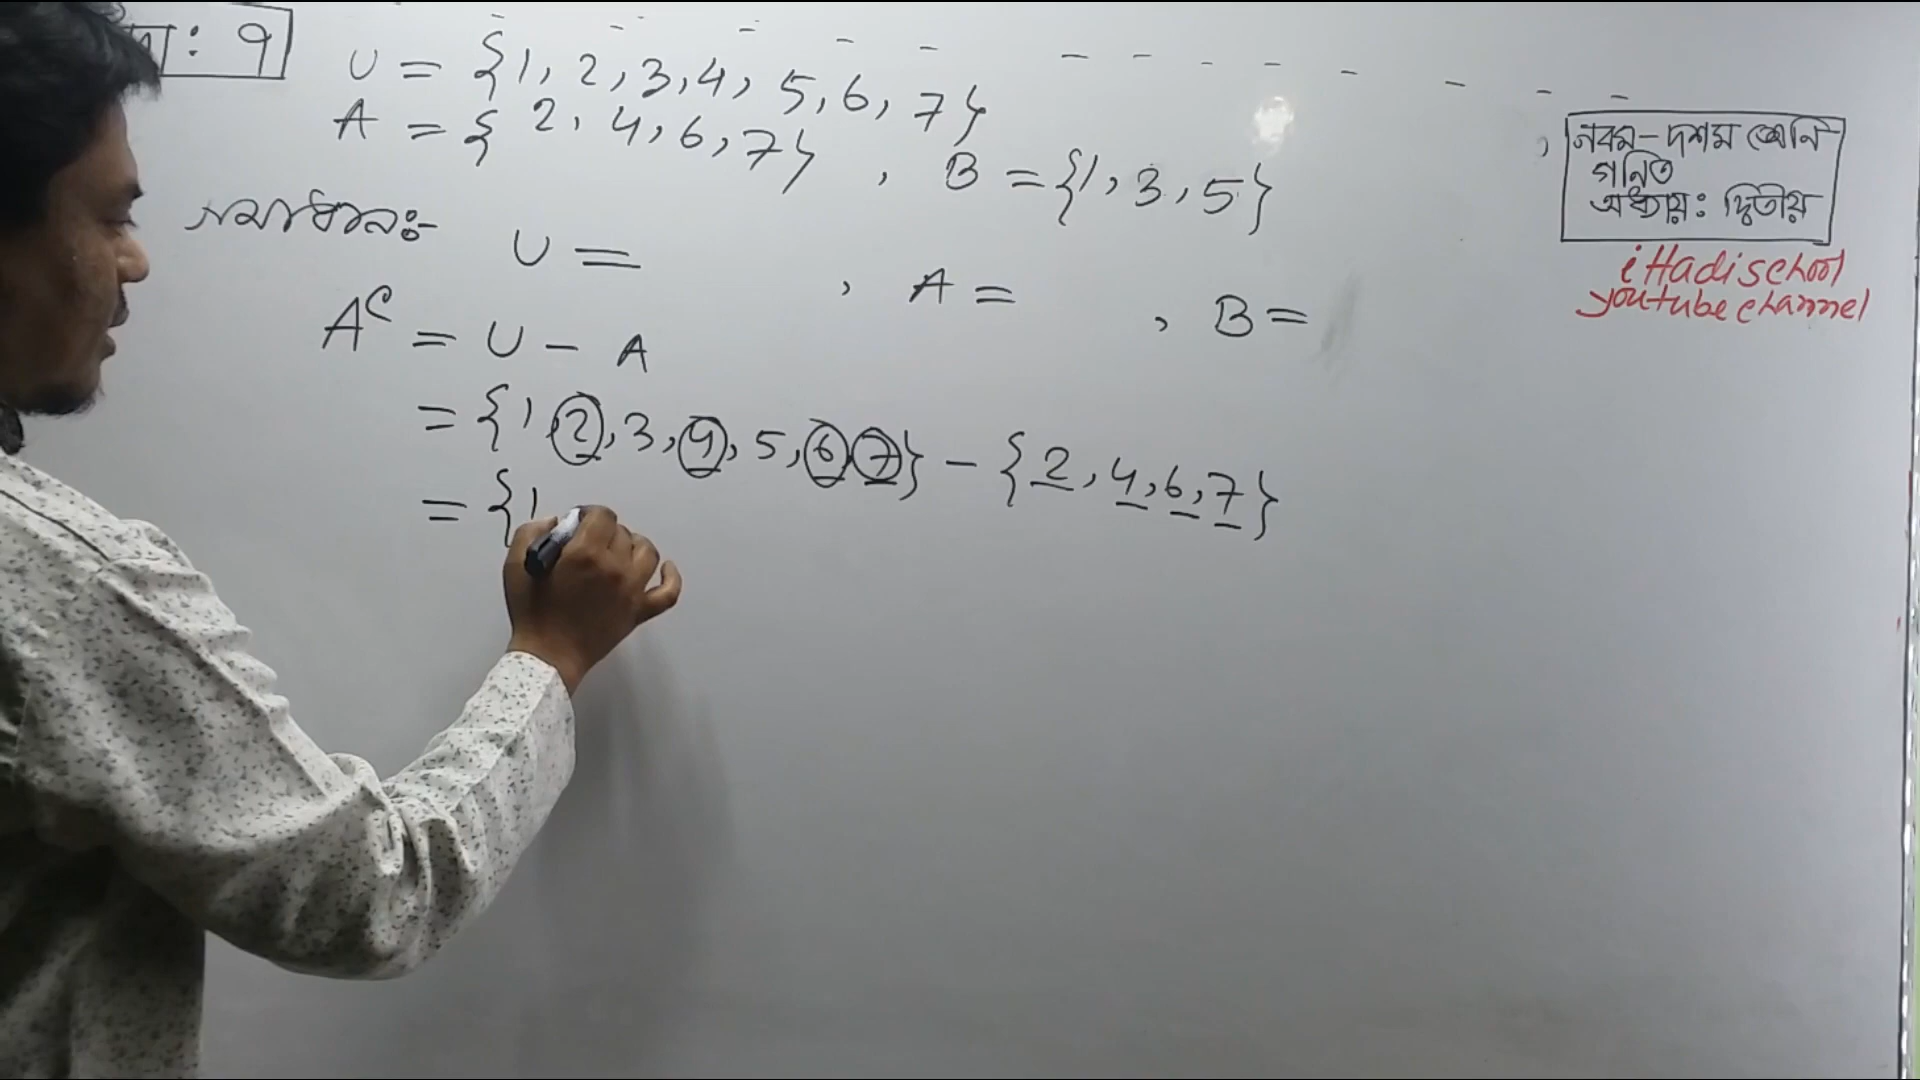 : 9
U = {1, 2, 3, 4, 5, 6, 7}
A = { 2, 4, 6, 7} , B = {1, 3, 5}
সমাধানঃ-
U = , A = , B =
A^c = U - A
= {1 2, 3, 4, 5, 6 7} - {2, 4, 6, 7}
= {1
নবম-দশম শ্রেনি
গনিত
অধ্যায়ঃ দ্বিতীয়
iHadischool
youtube channel